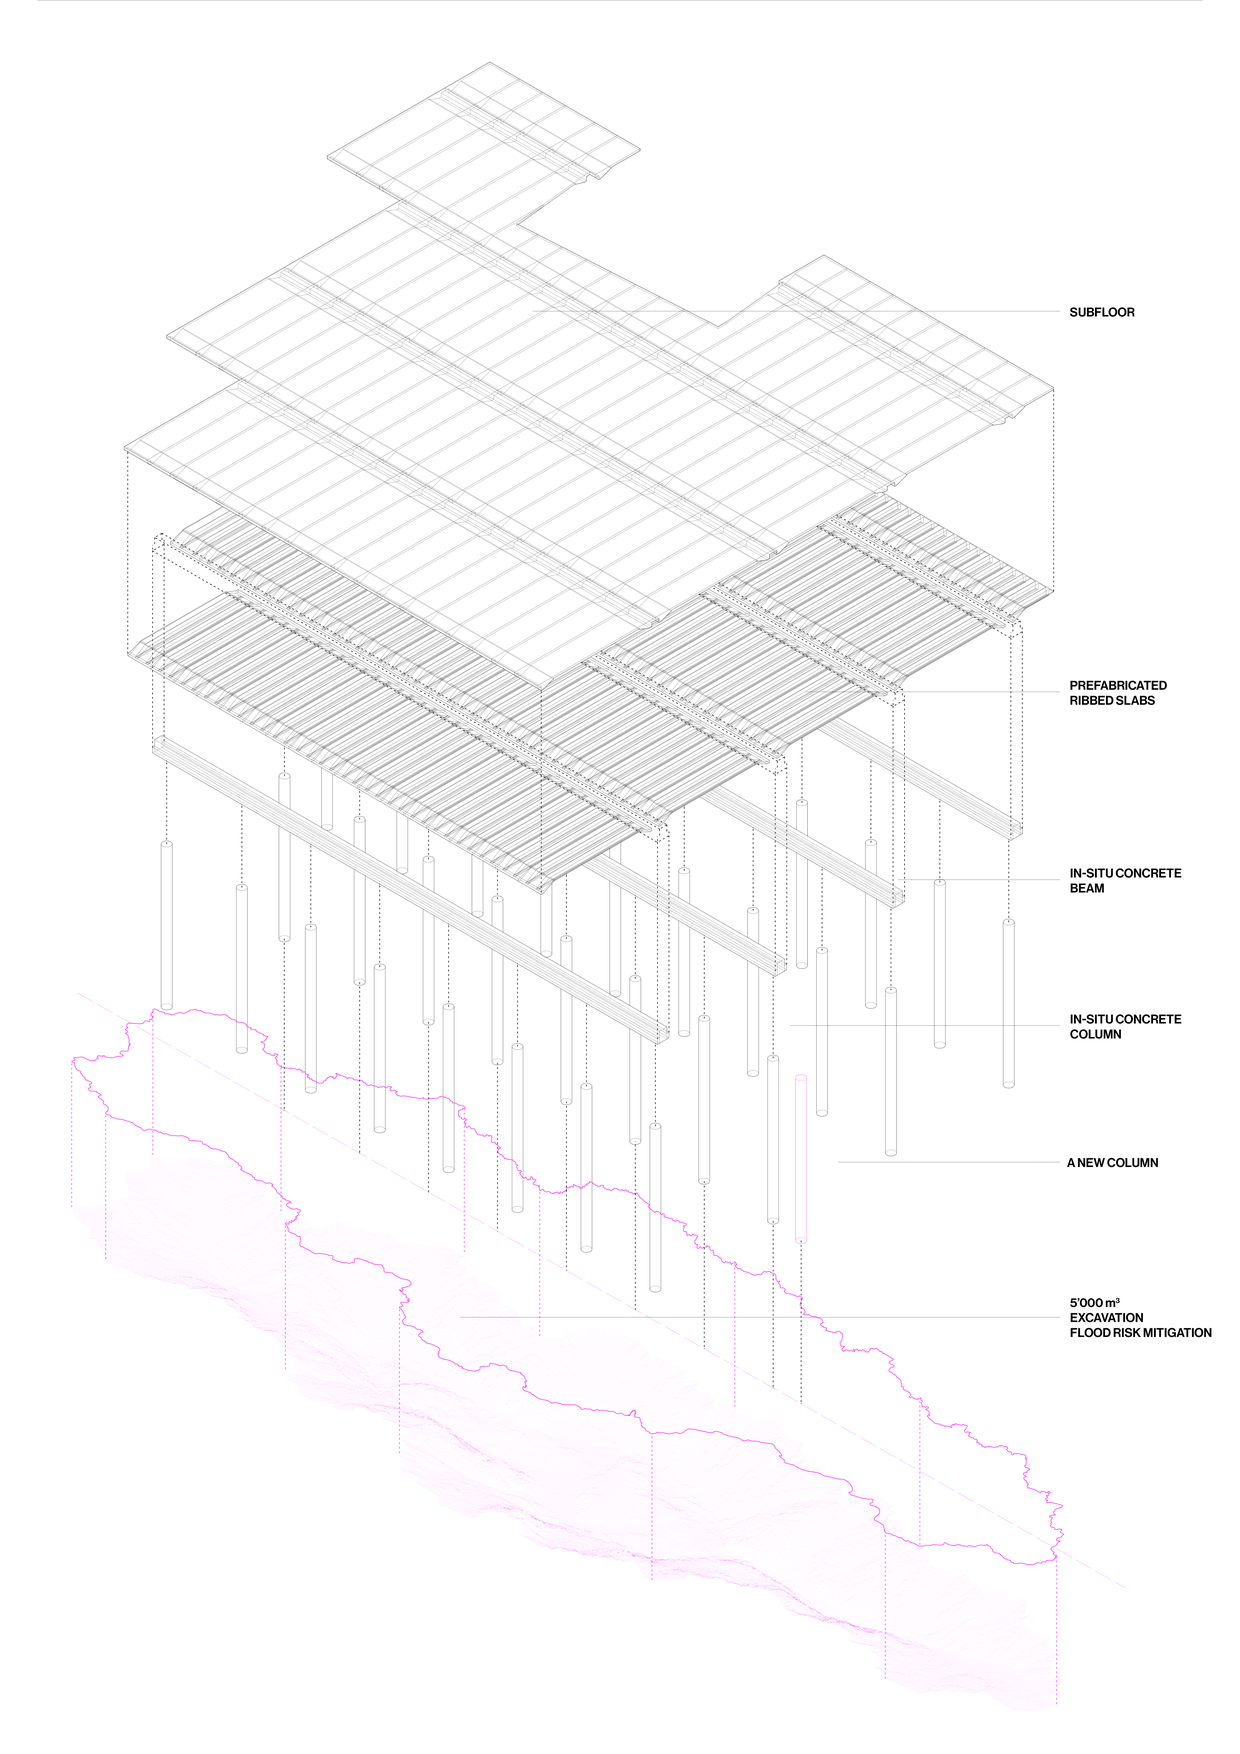 SUBFLOOR
PREFABRICATED
RIBBED SLABS
IN-SITU CONCRETE
BEAM
IN-SITU CONCRETE
COLUMN
A NEW COLUMN
5'000 m³
EXCAVATION
FLOOD RISK MITIGATION